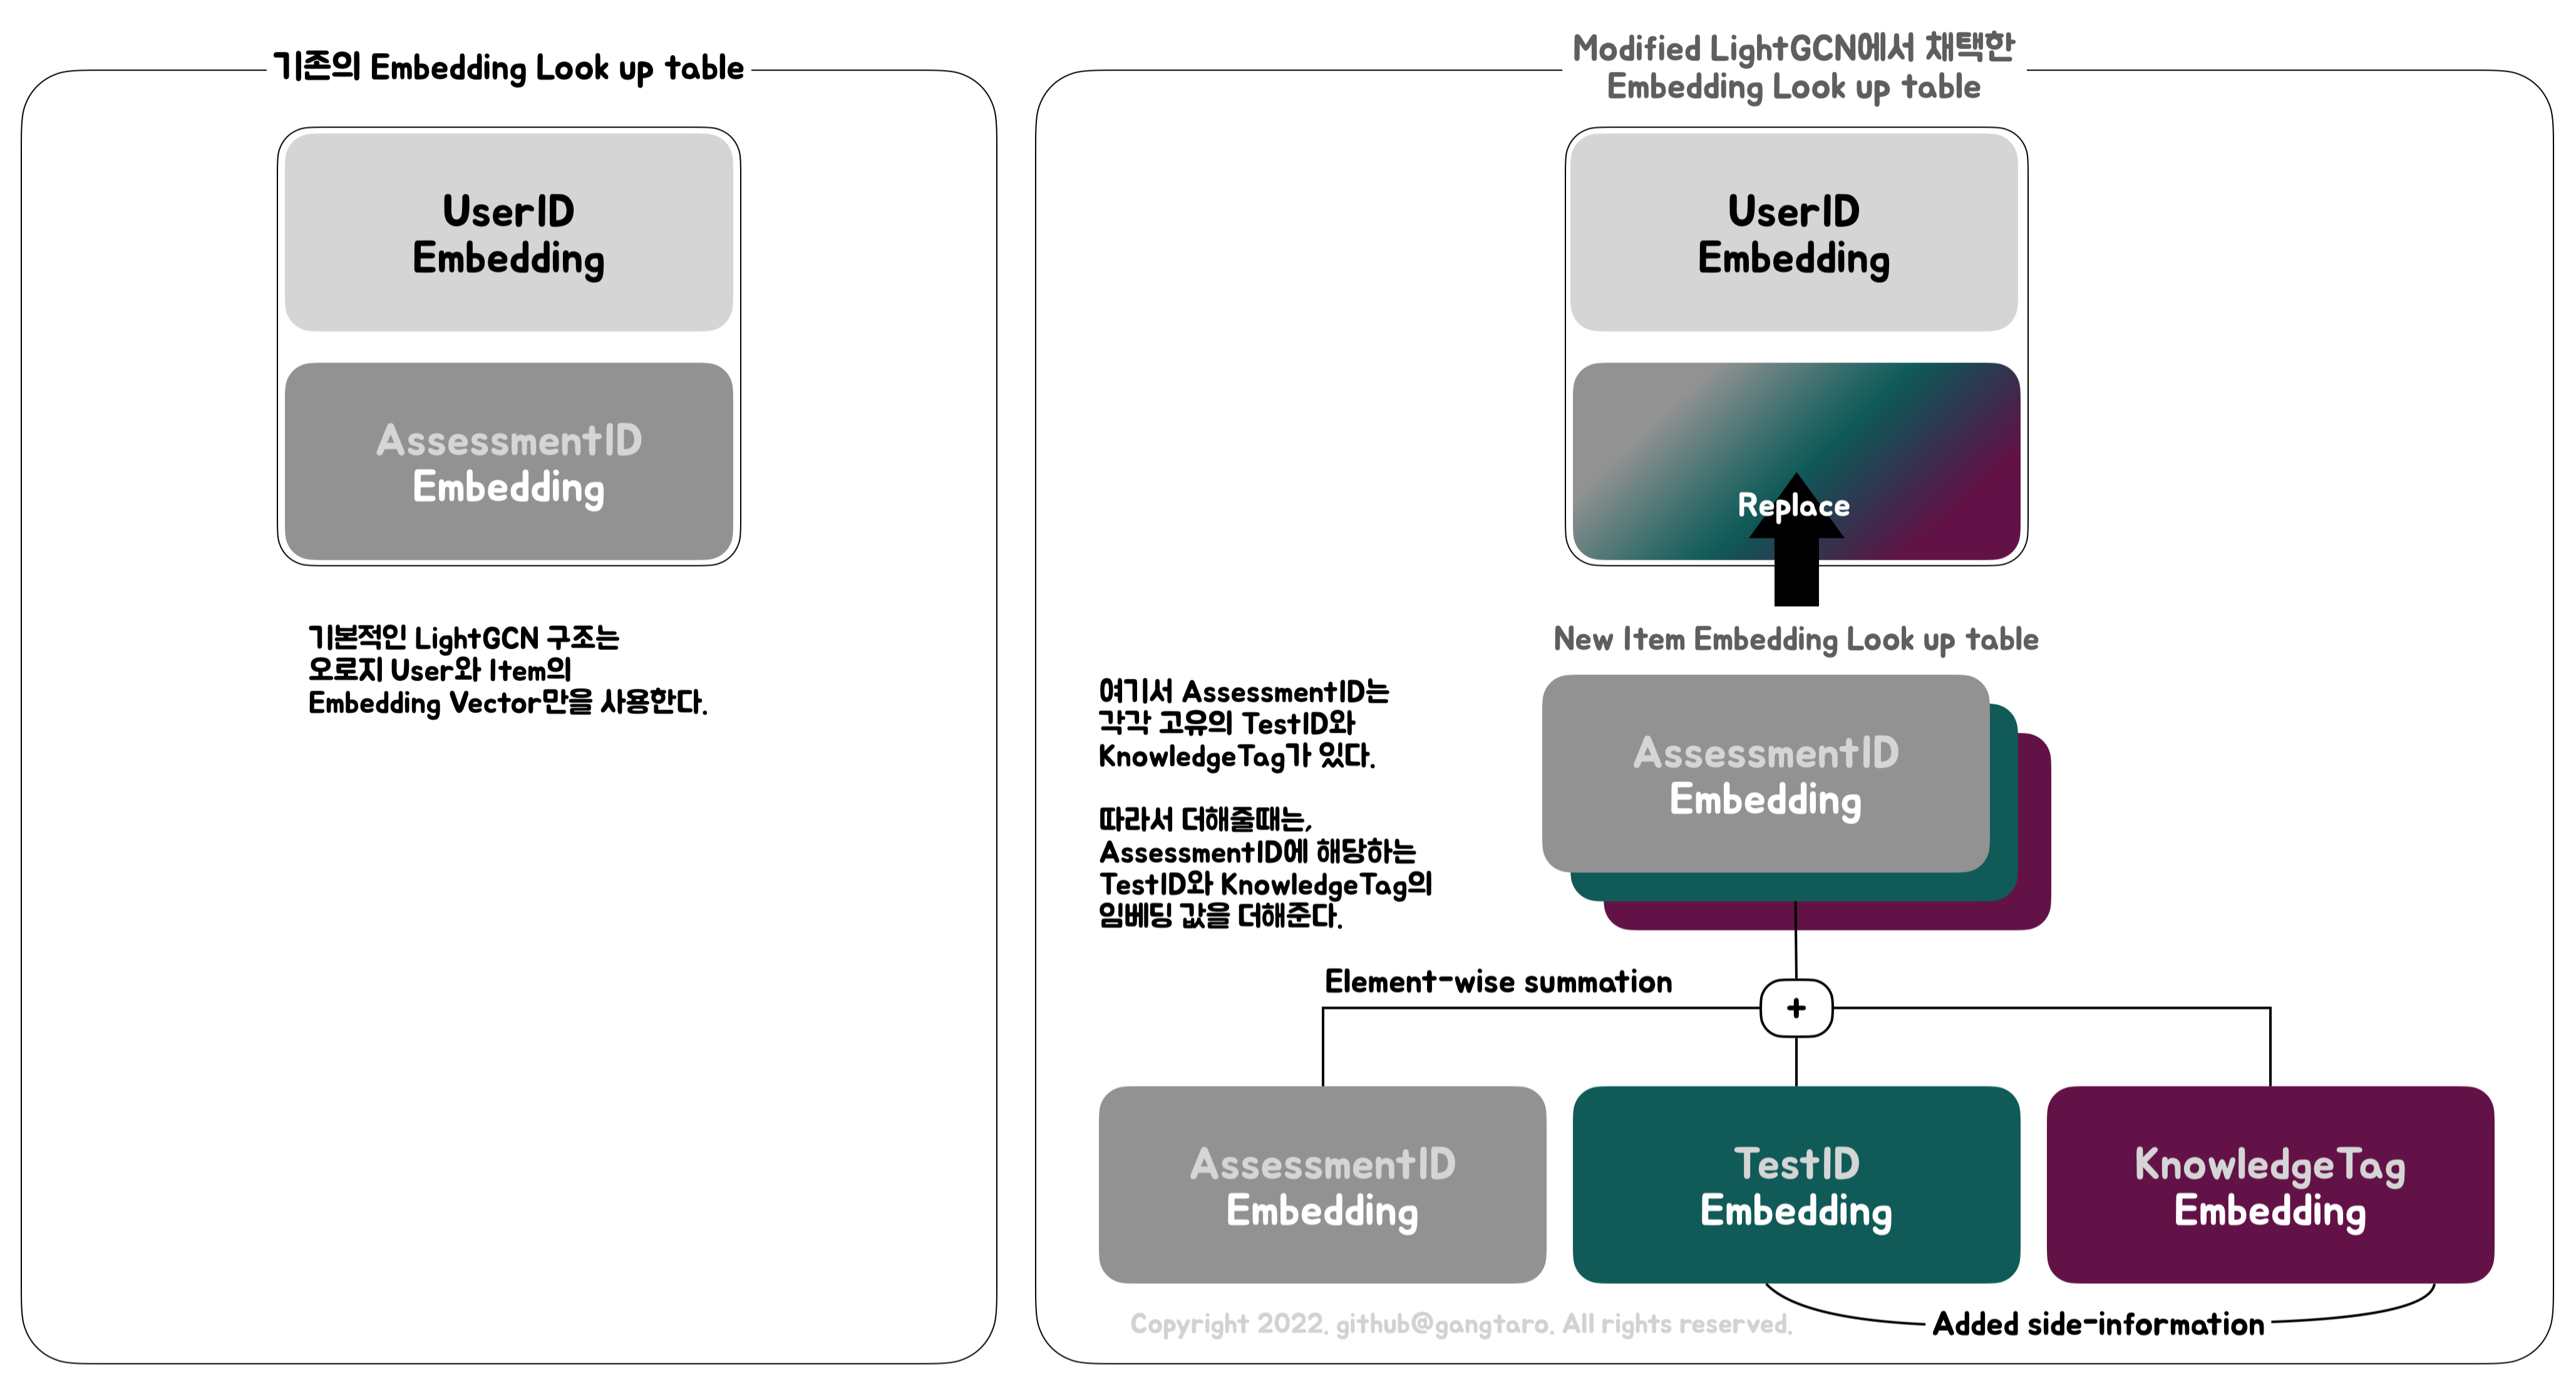 기존의 Embedding Look up table
UserID
Embedding
AssessmentID
Embedding
기본적인 LightGCN 구조는
오로지 User와 Item의
Embedding Vector만을 사용한다.
Modified LightGCN에서 채택한
Embedding Look up table
UserID
Embedding
Replace
New Item Embedding Look up table
여기서 AssessmentID는
각각 고유의 TestID와
KnowledgeTag가 있다.
따라서 더해줄때는,
AssessmentID에 해당하는
TestID와 KnowledgeTag의
임베딩 값을 더해준다.
AssessmentID
Embedding
Element-wise summation
+
AssessmentID
Embedding
TestID
Embedding
KnowledgeTag
Embedding
Copyright 2022. github@gangtaro. All rights reserved.
Added side-information